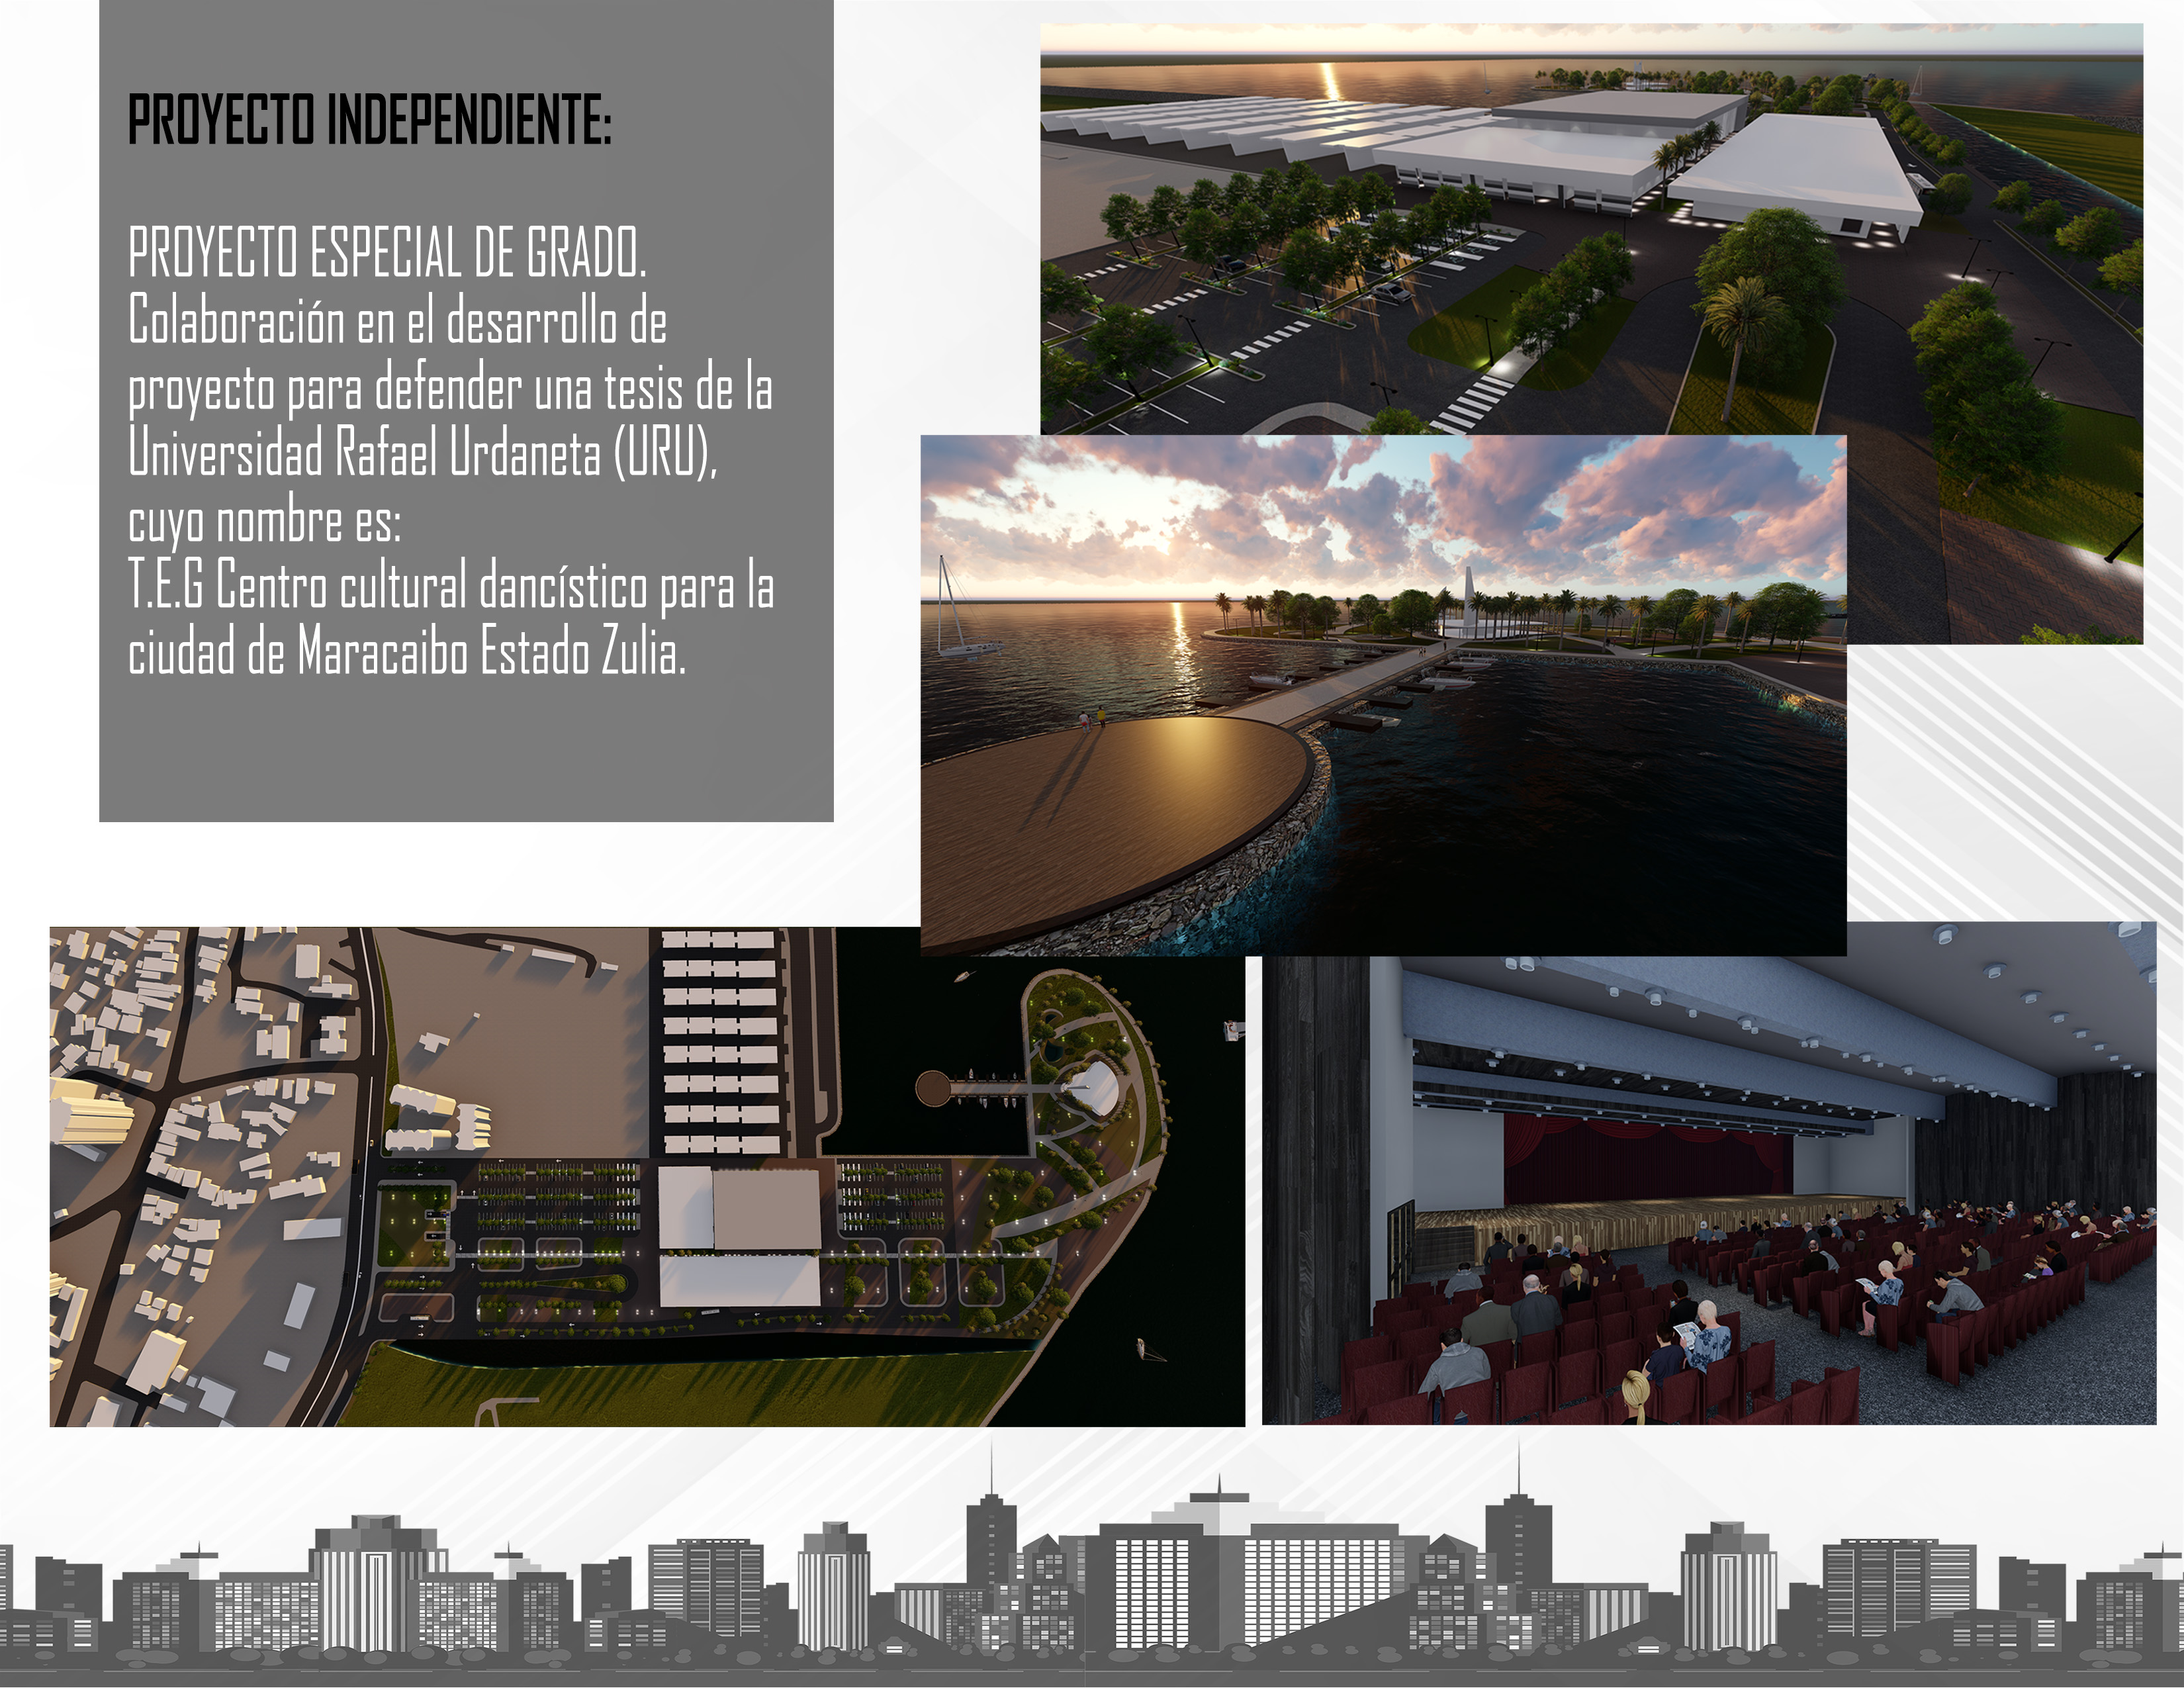 PROYECTO INDEPENDIENTE:
PROYECTO ESPECIAL DE GRADO.
Colaboración en el desarrollo de
proyecto para defender una tesis de la
Universidad Rafael Urdaneta (URU),
cuyo nombre es:
T.E.G Centro cultural dancístico para la
ciudad de Maracaibo Estado Zulia.